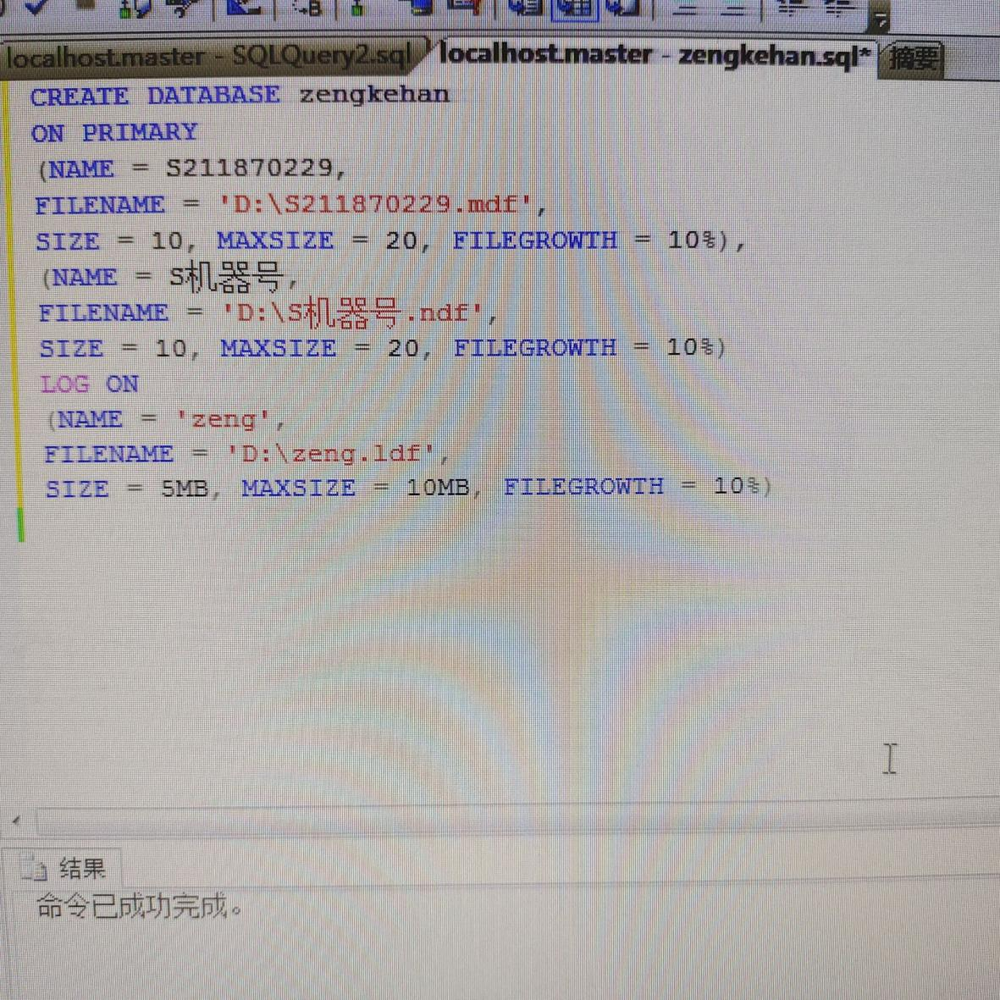 localhost.master - SQLQuery2.sql
localhost.master - zengkehan.sql*
摘要
CREATE DATABASE zengkehan
ON PRIMARY
(NAME = S211870229,
FILENAME = 'D:\S211870229.mdf',
SIZE = 10, MAXSIZE = 20, FILEGROWTH = 10%),
(NAME = S机器号,
FILENAME = 'D:\S机器号.ndf',
SIZE = 10, MAXSIZE = 20, FILEGROWTH = 10%)
LOG ON
(NAME = 'zeng',
FILENAME = 'D:\zeng.ldf',
SIZE = 5MB, MAXSIZE = 10MB, FILEGROWTH = 10%)
结果
命令已成功完成。